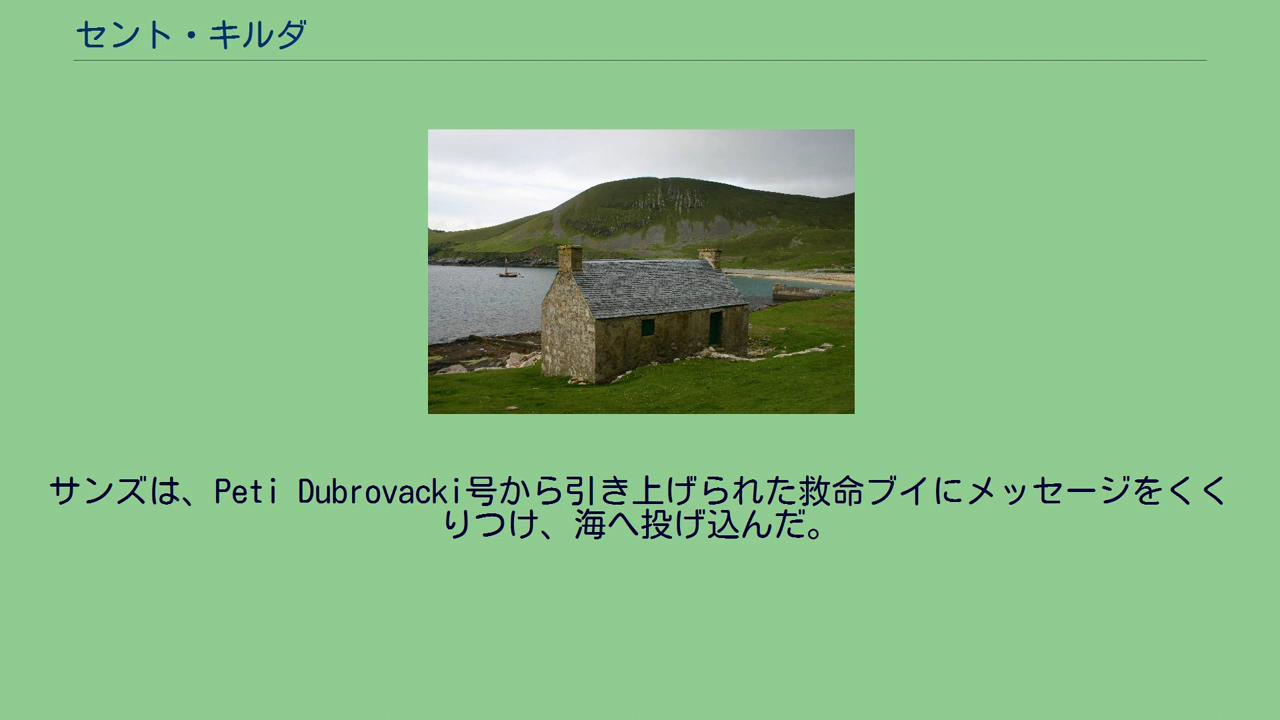 セント・キルダ
サンズは、Peti Dubrovacki号から引き上げられた救命ブイにメッセージをくく
りつけ、海へ投げ込んだ。